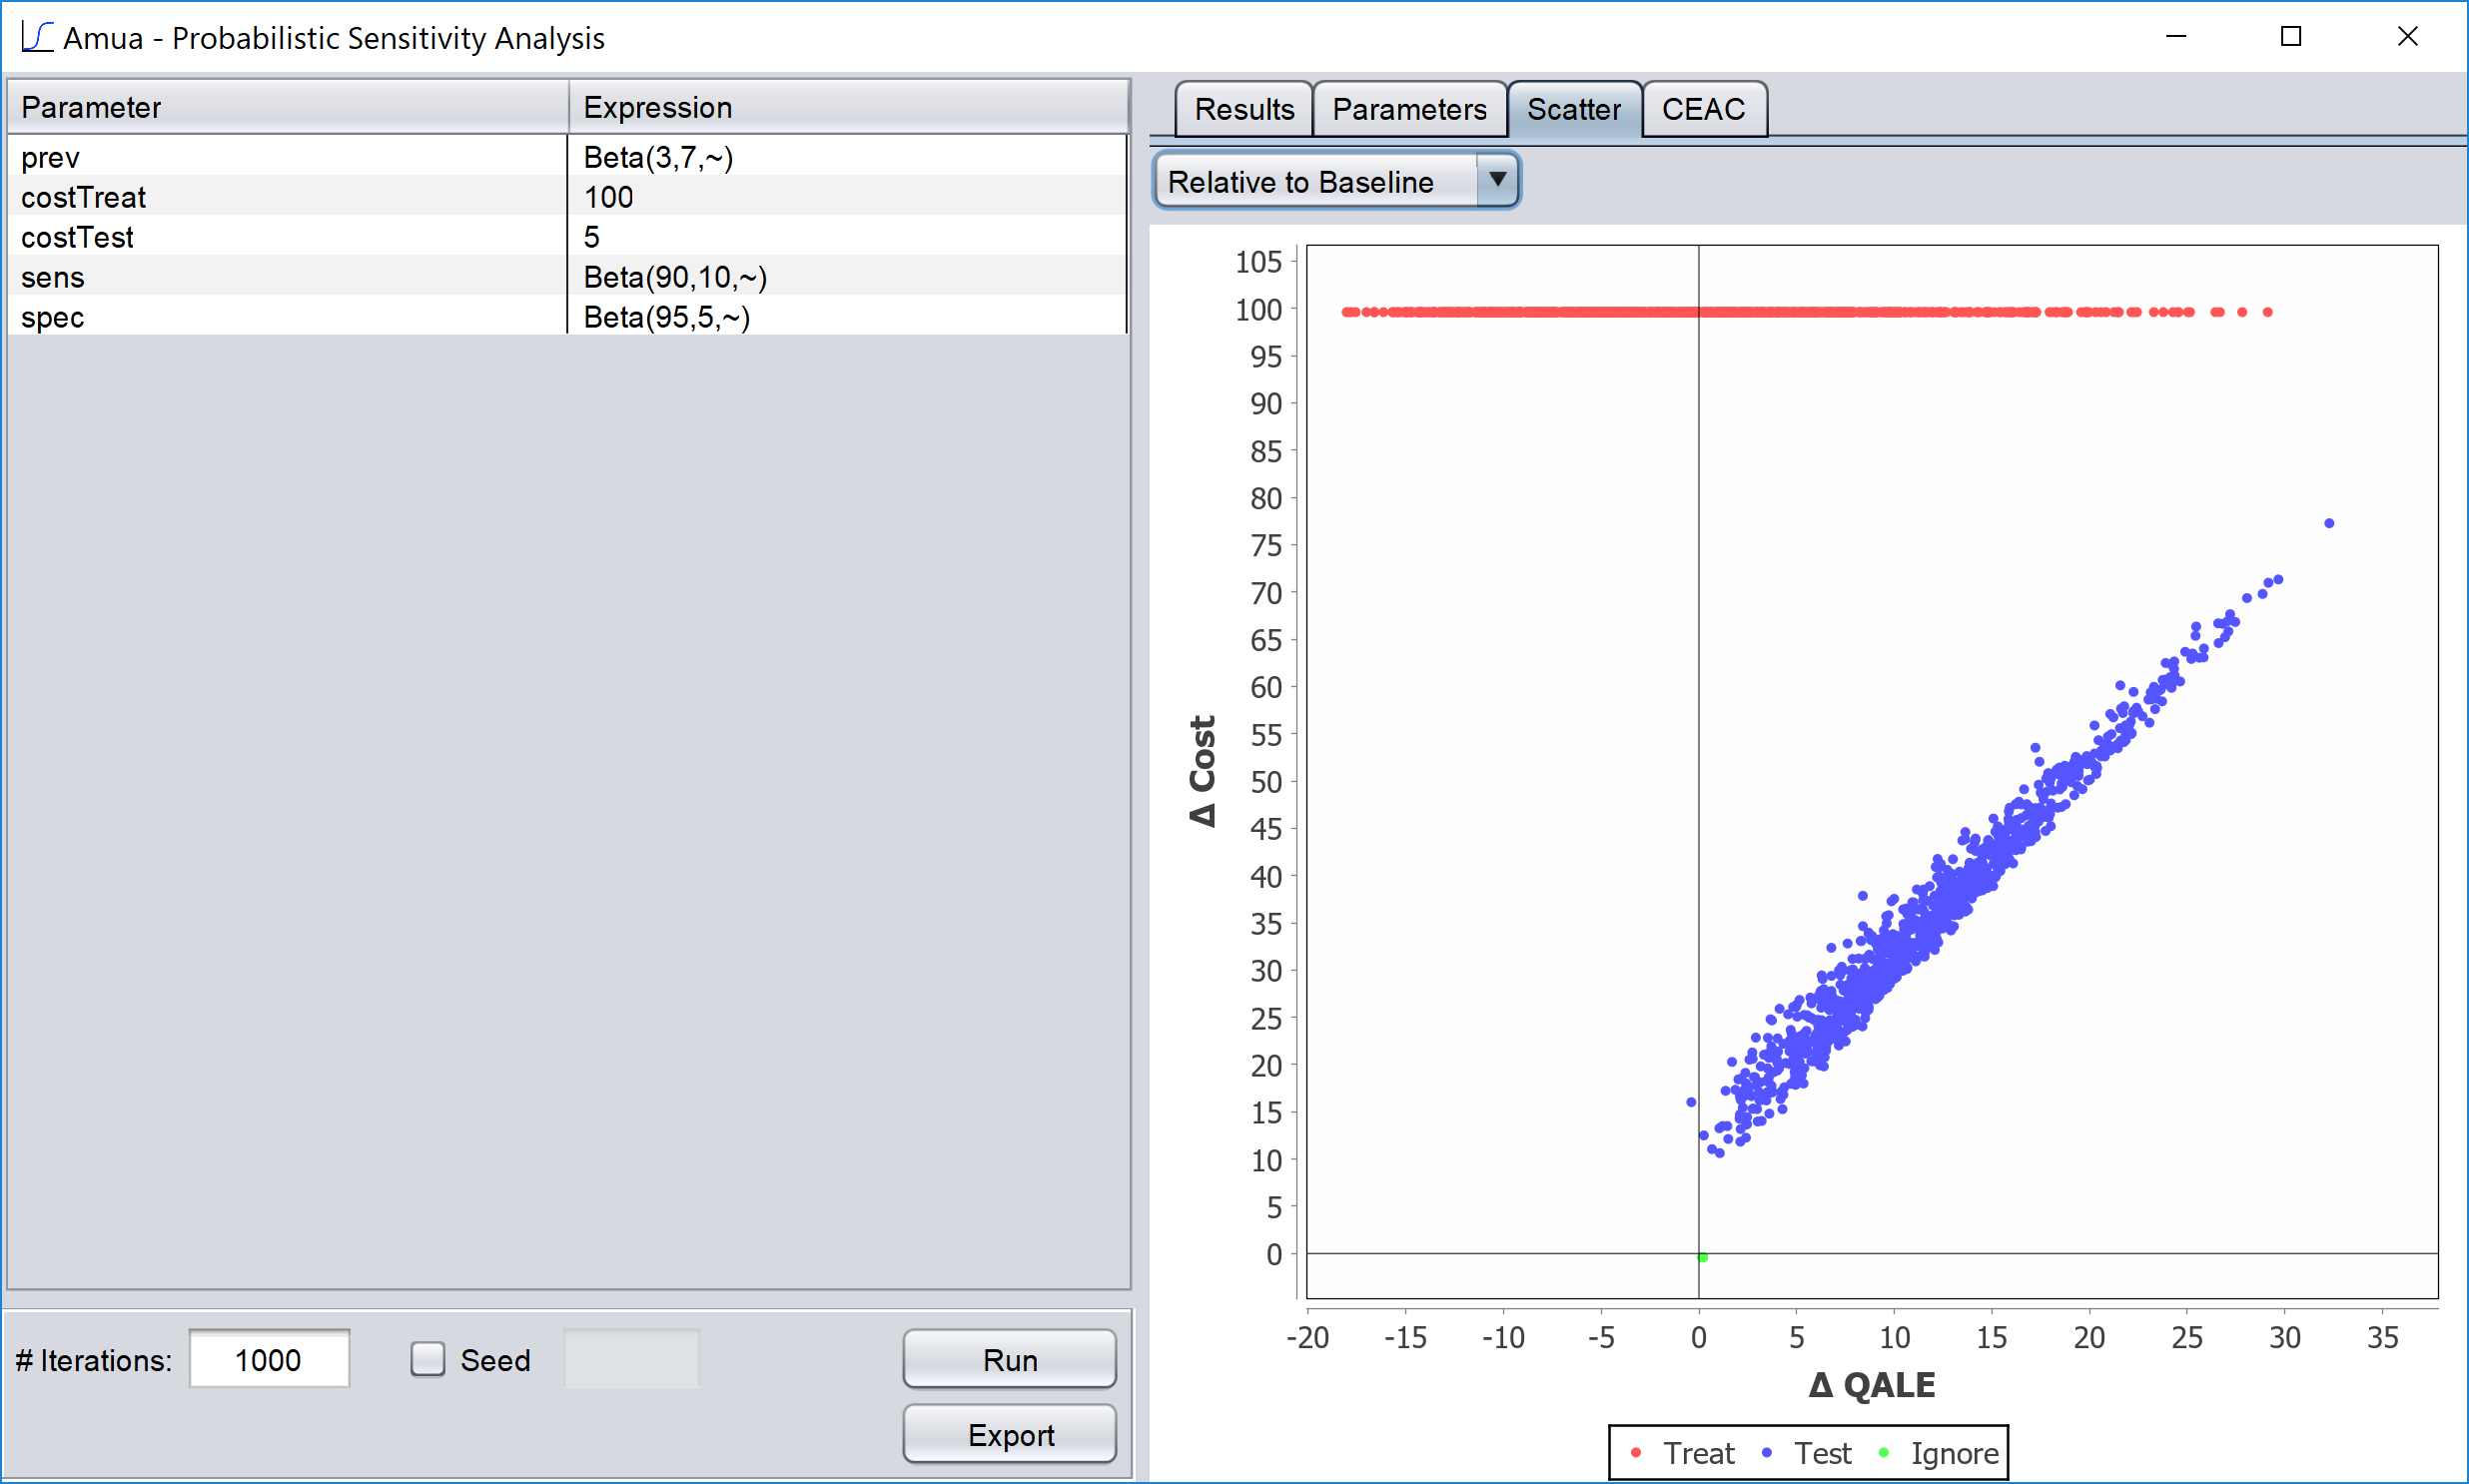 Amua - Probabilistic Sensitivity Analysis
Parameter Expression
prev Beta(3,7,~)
costTreat 100
costTest 5
sens Beta(90,10,~)
spec Beta(95,5,~)
# Iterations: 1000 Seed Run
Export
Results Parameters Scatter CEAC
Relative to Baseline
105
100
95
90
85
80
75
70
65
60
55
50
45
40
35
30
25
20
15
10
5
0
Δ Cost
-20 -15 -10 -5 0 5 10 15 20 25 30 35
Δ QALE
Treat Test Ignore